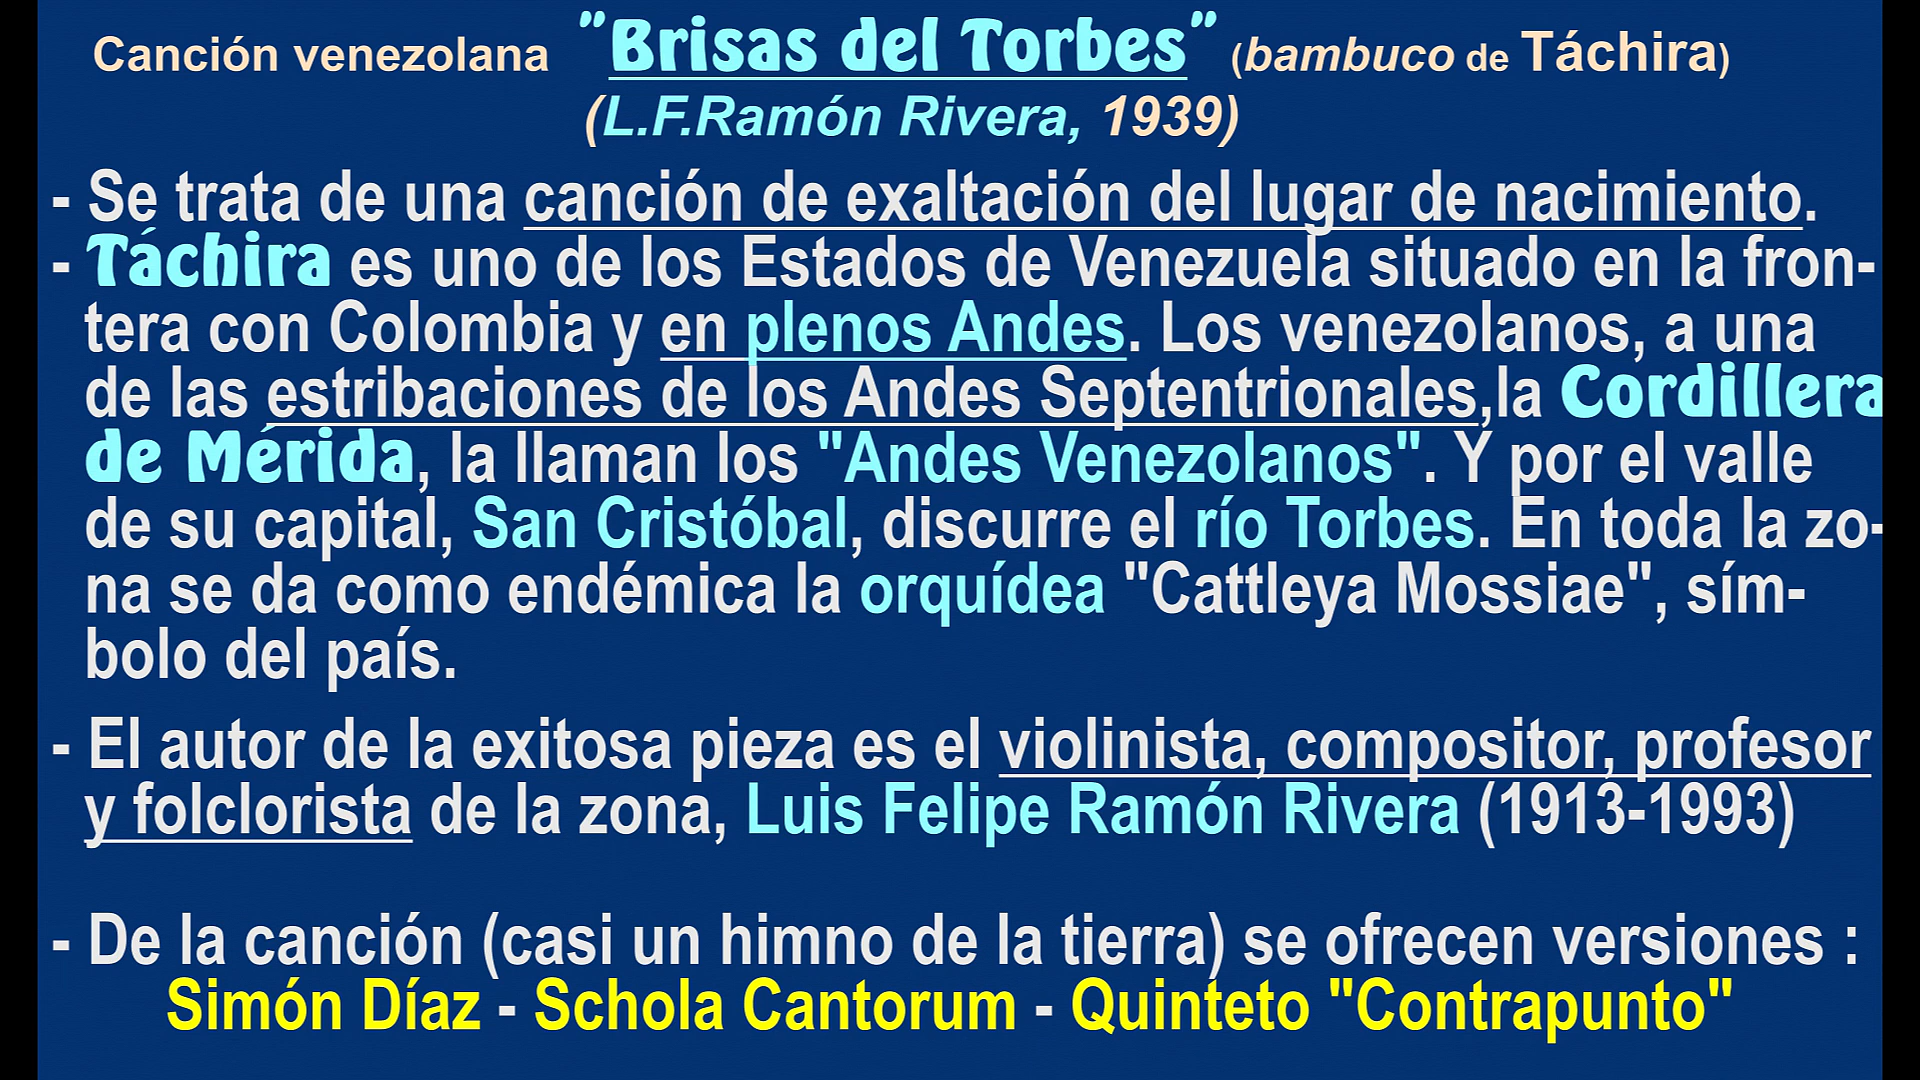 Canción venezolana "Brisas del Torbes" (bambuco de Táchira)
(L.F.Ramón Rivera, 1939)
- Se trata de una canción de exaltación del lugar de nacimiento.
- Táchira es uno de los Estados de Venezuela situado en la fron-
tera con Colombia y en plenos Andes. Los venezolanos, a una
de las estribaciones de los Andes Septentrionales,la Cordillera
de Mérida, la llaman los "Andes Venezolanos". Y por el valle
de su capital, San Cristóbal, discurre el río Torbes. En toda la zo-
na se da como endémica la orquídea "Cattleya Mossiae", sím-
bolo del país.
- El autor de la exitosa pieza es el violinista, compositor, profesor
y folclorista de la zona, Luis Felipe Ramón Rivera (1913-1993)
- De la canción (casi un himno de la tierra) se ofrecen versiones :
Simón Díaz - Schola Cantorum - Quinteto "Contrapunto"